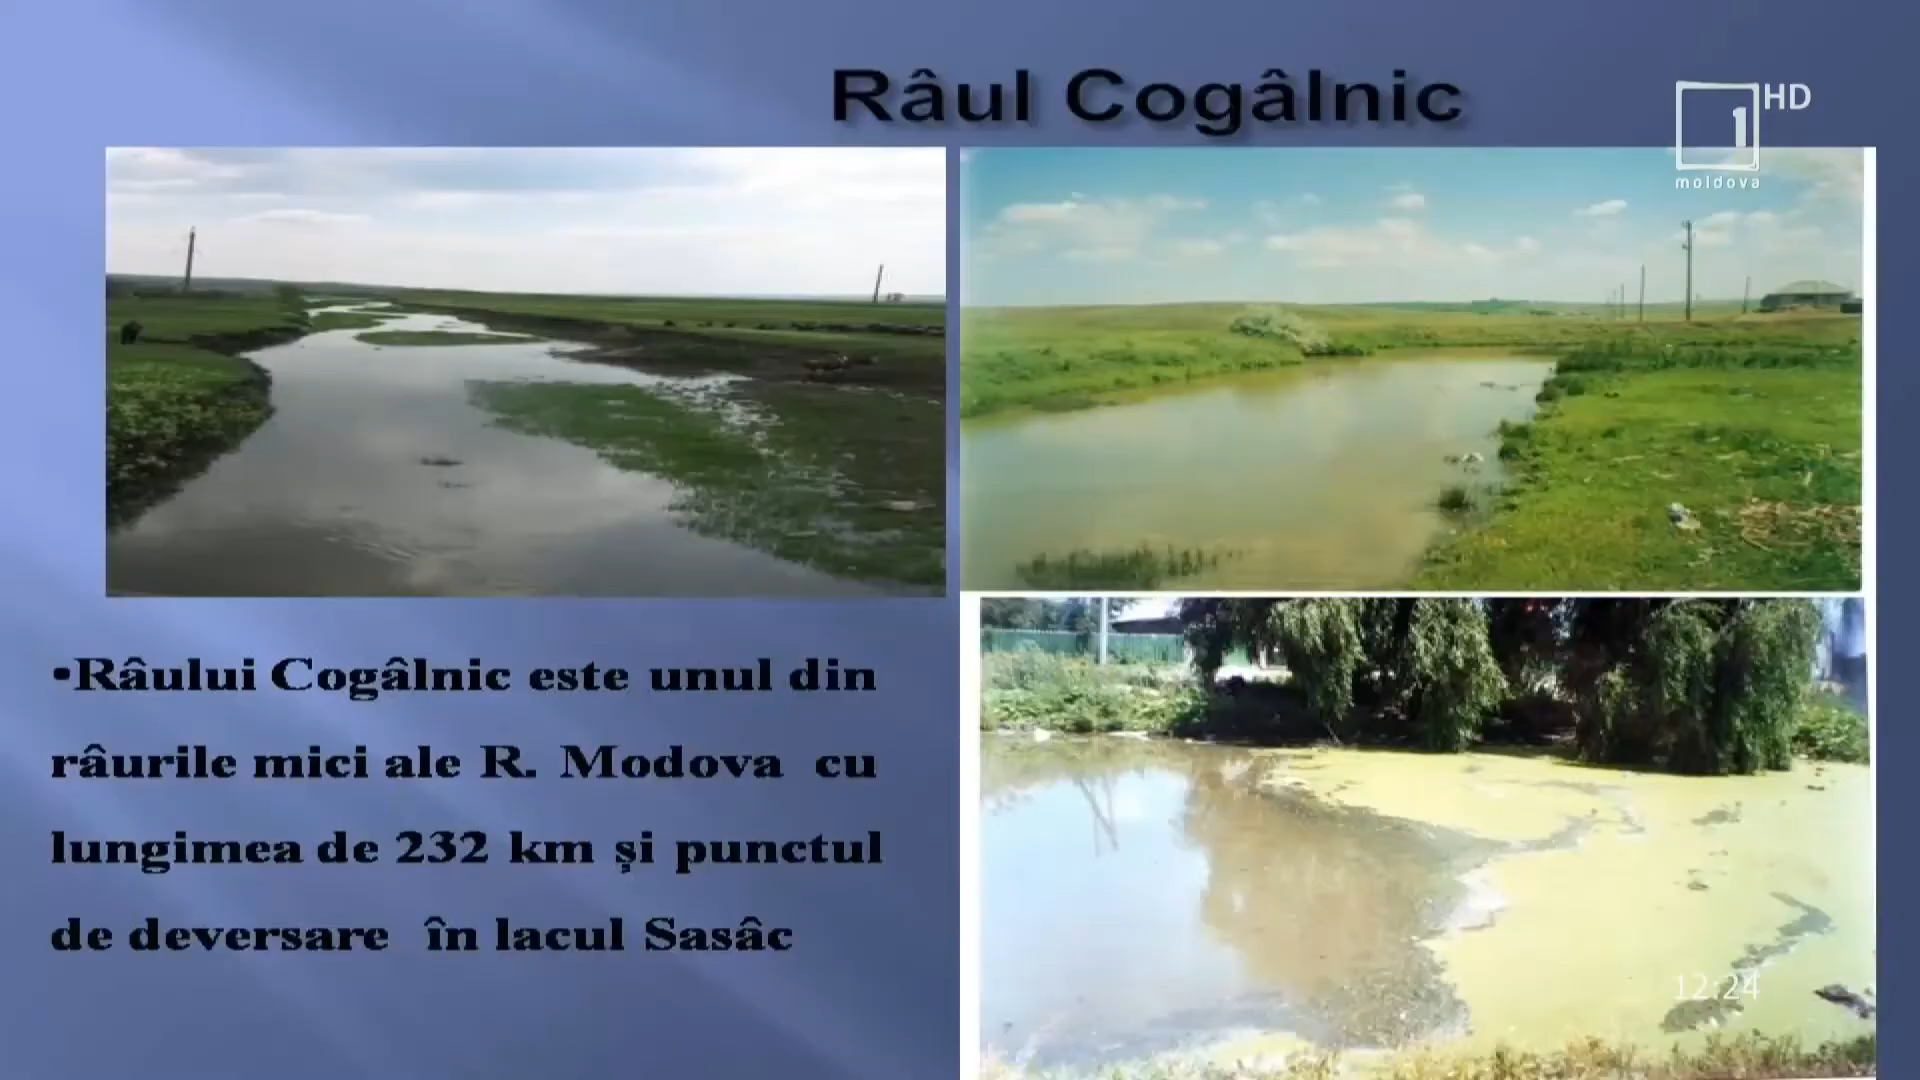 Râul Cogâlnic
HD
1
moldova
•Râului Cogâlnic este unul din
râurile mici ale R. Modova cu
lungimea de 232 km și punctul
de deversare în lacul Sasâc
12:24